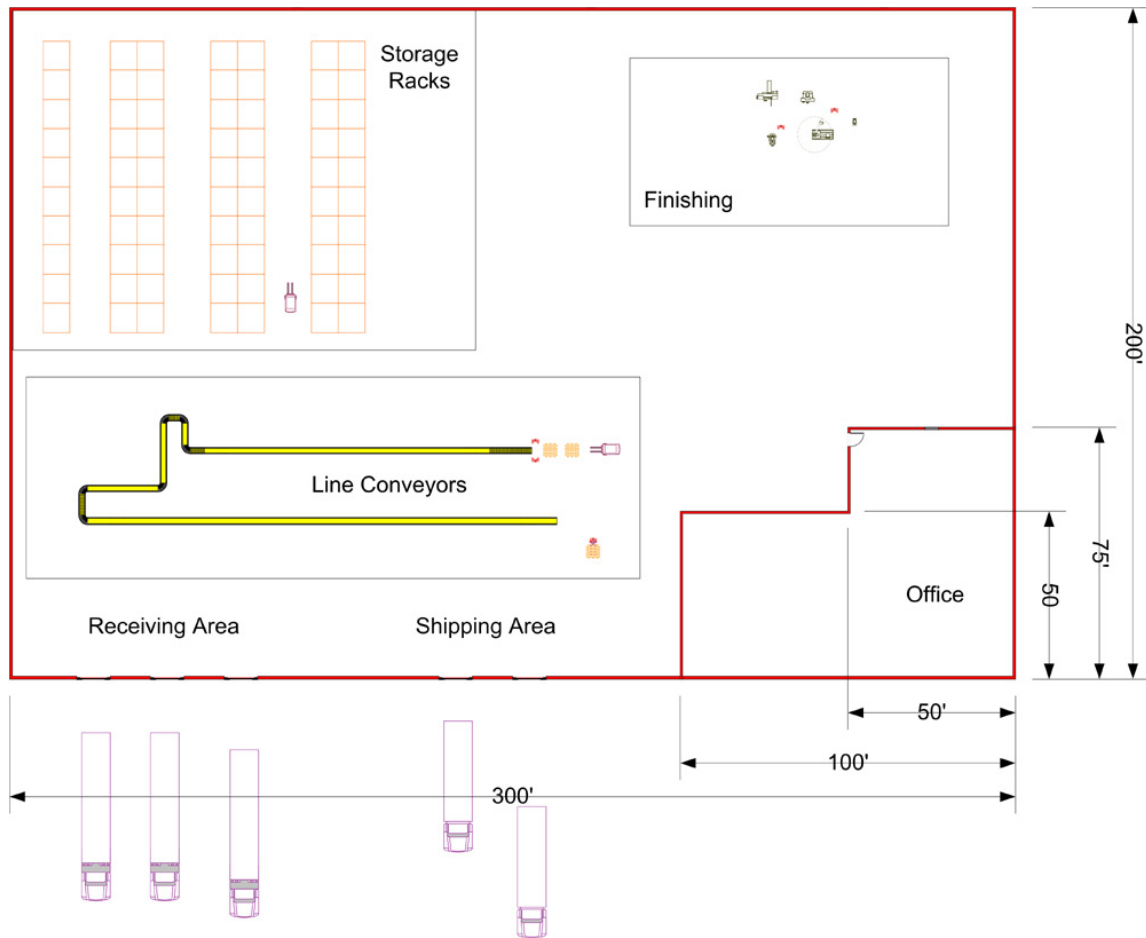 Storage
Racks
Finishing
200'
Line Conveyors
75'
50
Office
Receiving Area
Shipping Area
50'
100'
300'